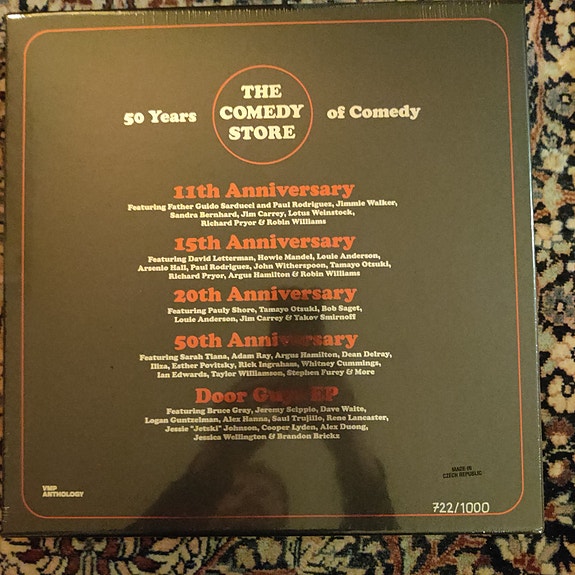 50 Years
THE
COMEDY
STORE
of Comedy
11th Anniversary
Featuring Father Guido Sarducci and Paul Rodriguez, Jimmie Walker,
Sandra Bernhard, Jim Carrey, Lotus Weinstock,
Richard Pryor & Robin Williams
15th Anniversary
Featuring David Letterman, Howie Mandel, Louie Anderson,
Arsenio Hall, Paul Rodriguez, John Witherspoon, Tamayo Otsuki,
Richard Pryor, Argus Hamilton & Robin Williams
20th Anniversary
Featuring Pauly Shore, Tamayo Otsuki, Bob Saget,
Louie Anderson, Jim Carrey & Yakov Smirnoff
50th Anniversary
Featuring Sarah Tiana, Adam Ray, Argus Hamilton, Dean Delray,
Iliza, Esther Povitsky, Rick Ingraham, Whitney Cummings,
Ian Edwards, Taylor Williamson, Stephen Furey & More
Door Guys EP
Featuring Bruce Gray, Jeremy Scippio, Dave Waite,
Logan Guntzelman, Alex Hanna, Saul Trujillo, Rene Lancaster,
Jessie "Jetski" Johnson, Cooper Lyden, Alex Duong,
Jessica Wellington & Brandon Brickz
VMP
ANTHOLOGY
MADE IN
CZECH REPUBLIC
722/1000